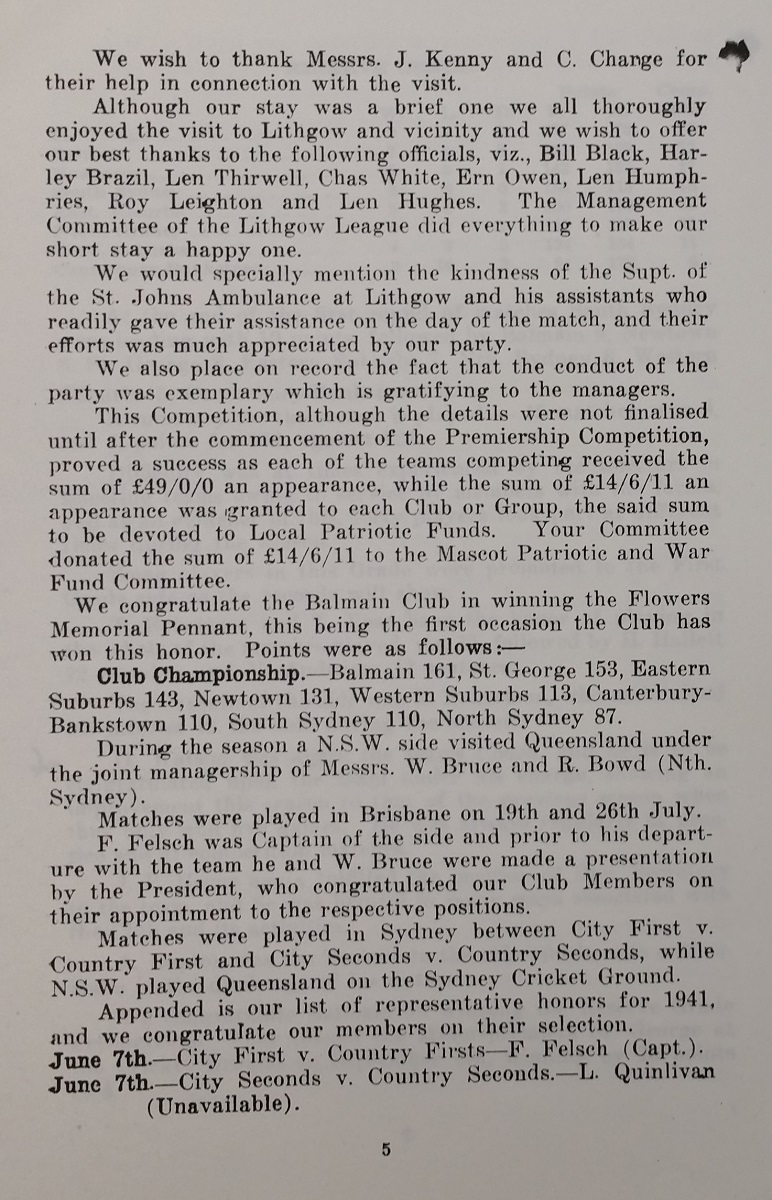 We wish to thank Messrs. J. Kenny and C. Change for
their help in connection with the visit.
Although our stay was a brief one we all thoroughly
enjoyed the visit to Lithgow and vicinity and we wish to offer
our best thanks to the following officials, viz., Bill Black, Har-
ley Brazil, Len Thirwell, Chas White, Ern Owen, Len Humph-
ries, Roy Leighton and Len Hughes. The Management
Committee of the Lithgow League did everything to make our
short stay a happy one.
We would specially mention the kindness of the Supt. of
the St. Johns Ambulance at Lithgow and his assistants who
readily gave their assistance on the day of the match, and their
efforts was much appreciated by our party.
We also place on record the fact that the conduct of the
party was exemplary which is gratifying to the managers.
This Competition, although the details were not finalised
until after the commencement of the Premiership Competition,
proved a success as each of the teams competing received the
sum of £49/0/0 an appearance, while the sum of £14/6/11 an
appearance was granted to each Club or Group, the said sum
to be devoted to Local Patriotic Funds. Your Committee
donated the sum of £14/6/11 to the Mascot Patriotic and War
Fund Committee.
We congratulate the Balmain Club in winning the Flowers
Memorial Pennant, this being the first occasion the Club has
won this honor. Points were as follows:—
Club Championship.—Balmain 161, St. George 153, Eastern
Suburbs 143, Newtown 131, Western Suburbs 113, Canterbury-
Bankstown 110, South Sydney 110, North Sydney 87.
During the season a N.S.W. side visited Queensland under
the joint managership of Messrs. W. Bruce and R. Bowd (Nth.
Sydney).
Matches were played in Brisbane on 19th and 26th July.
F. Felsch was Captain of the side and prior to his depart-
ure with the team he and W. Bruce were made a presentation
by the President, who congratulated our Club Members on
their appointment to the respective positions.
Matches were played in Sydney between City First v.
Country First and City Seconds v. Country Seconds, while
N.S.W. played Queensland on the Sydney Cricket Ground.
Appended is our list of representative honors for 1941,
and we congratulate our members on their selection.
June 7th.—City First v. Country Firsts—F. Felsch (Capt.).
June 7th.—City Seconds v. Country Seconds.—L. Quinlivan
(Unavailable).
5